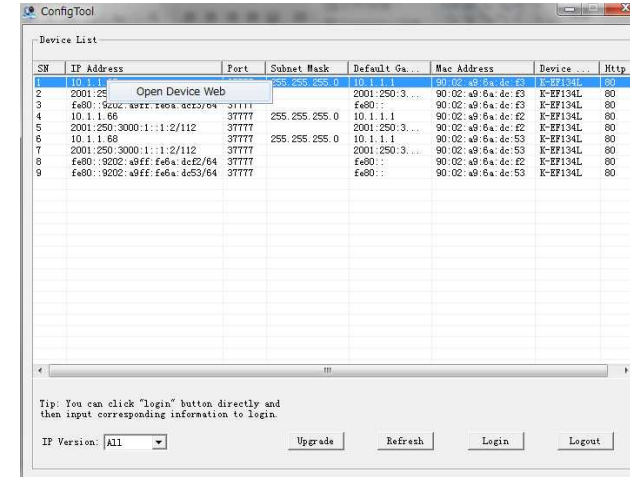 ConfigTool
Device List
SN IP Address Port Subnet Mask Default Ga... Mac Address Device ... Http
1 10.1.1. 255.255.255.0 10.1.1.1 90:02:a9:6a:dc:f3 K-EF134L 80
Open Device Web
2 2001:25 2001:250:3... 90:02:a9:6a:dc:f3 K-EF134L 80
3 fe80::9202:a9ff:fe6a:dcf3/64 37777 fe80:: 90:02:a9:6a:dc:f3 K-EF134L 80
4 10.1.1.66 37777 255.255.255.0 10.1.1.1 90:02:a9:6a:dc:f2 K-EF134L 80
5 2001:250:3000:1::1:2/112 37777 2001:250:3... 90:02:a9:6a:dc:f2 K-EF134L 80
6 10.1.1.68 37777 255.255.255.0 10.1.1.1 90:02:a9:6a:dc:53 K-EF134L 80
7 2001:250:3000:1::1:2/112 37777 2001:250:3... 90:02:a9:6a:dc:53 K-EF134L 80
8 fe80::9202:a9ff:fe6a:dcf2/64 37777 fe80:: 90:02:a9:6a:dc:f2 K-EF134L 80
9 fe80::9202:a9ff:fe6a:dc53/64 37777 fe80:: 90:02:a9:6a:dc:53 K-EF134L 80
Tip: You can click "login" button directly and
then input corresponding information to login.
IP Version: All Upgrade Refresh Login Logout